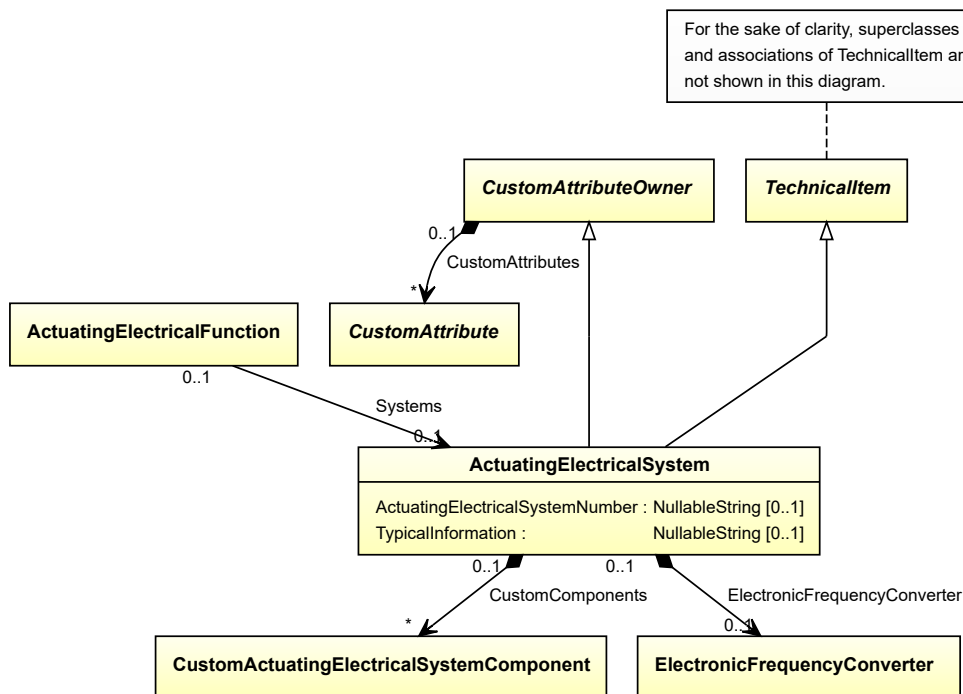 For the sake of clarity, superclasses
and associations of TechnicalItem ar
not shown in this diagram.
CustomAttributeOwner
TechnicalItem
0..1
CustomAttributes
*
ActuatingElectricalFunction
CustomAttribute
0..1
Systems
0..1
ActuatingElectricalSystem
ActuatingElectricalSystemNumber : NullableString [0..1]
TypicalInformation : NullableString [0..1]
0..1
0..1
CustomComponents
ElectronicFrequencyConverter
*
0..1
CustomActuatingElectricalSystemComponent
ElectronicFrequencyConverter